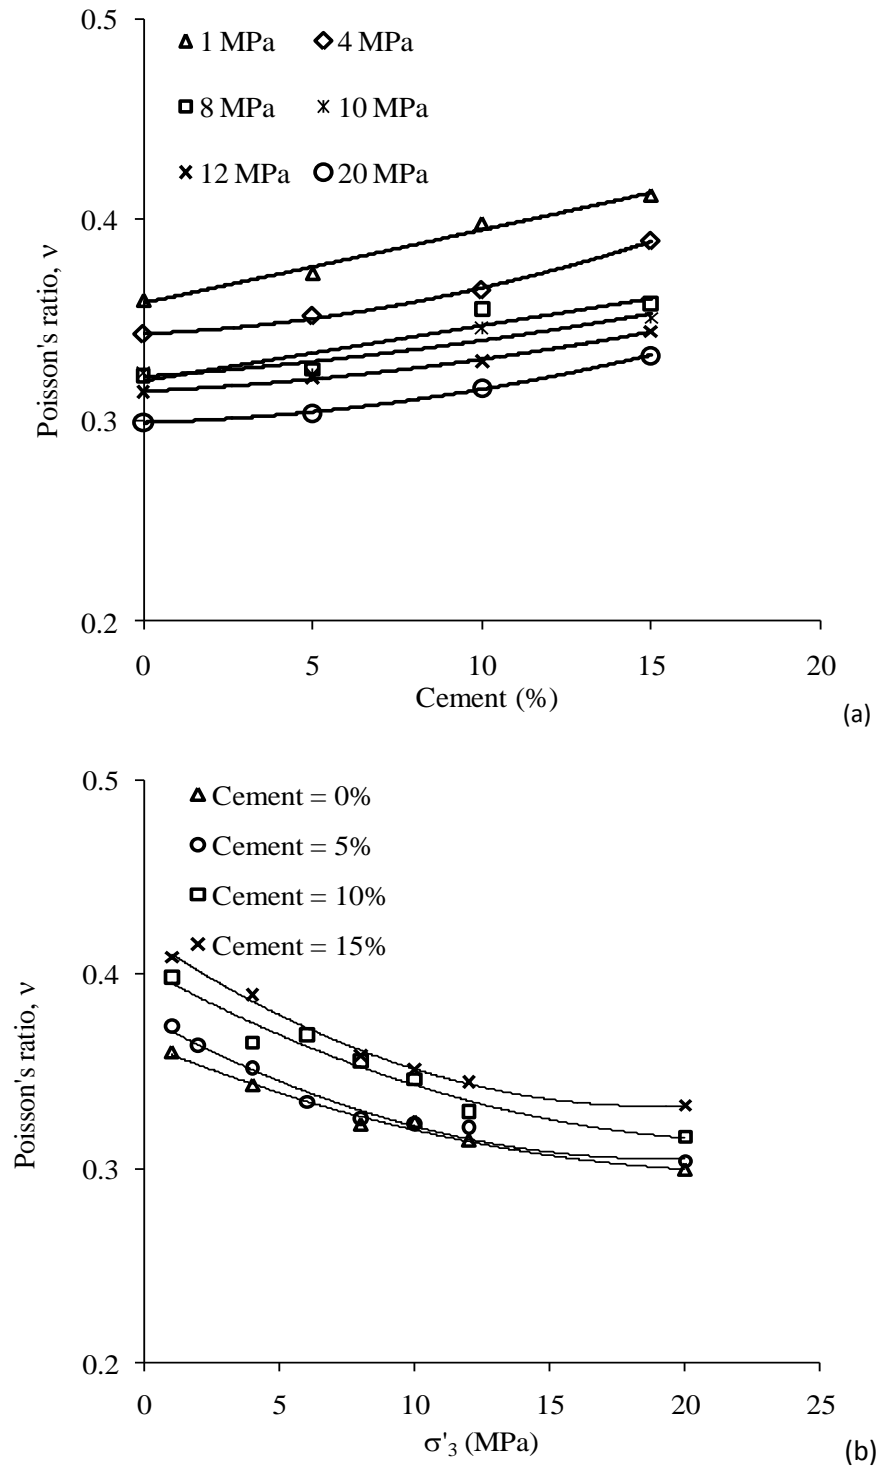 0.5
1 MPa 4 MPa
8 MPa 10 MPa
12 MPa 20 MPa
0.4
Poisson's ratio, ν
0.3
0.2
0 5 10 15 20
Cement (%)
(a)
0.5
Cement = 0%
Cement = 5%
Cement = 10%
Cement = 15%
0.4
Poisson's ratio, ν
0.3
0.2
0 5 10 15 20 25
σ'3 (MPa)
(b)